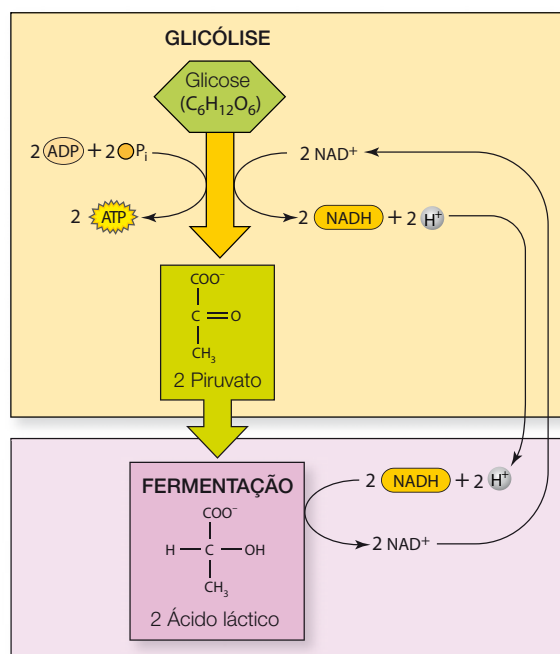 GLICÓLISE
Glicose
(C₆H₁₂O₆)
2 ADP + 2 Pᵢ
2 NAD⁺
2 ATP
2 NADH + 2 H⁺
COO⁻
C = O
CH₃
2 Piruvato
FERMENTAÇÃO
2 NADH + 2 H⁺
COO⁻
H — C — OH
2 NAD⁺
CH₃
2 Ácido láctico